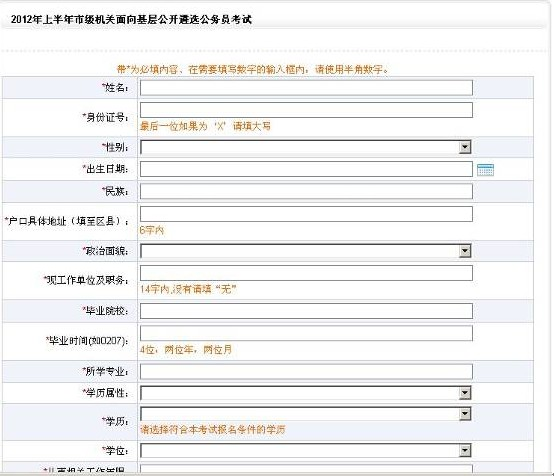 2012年上半年市级机关面向基层公开遴选公务员考试
带*为必填内容、在需要填写数字的输入框内，请使用半角数字。
*姓名：
*身份证号：
最后一位如果为‘X’请填大写
*性别：
*出生日期：
*民族：
*户口具体地址（填至区县）：
6字内
*政治面貌：
*现工作单位及职务：
14字内,没有请填“无”
*毕业院校：
*毕业时间(如0207)：
4位，两位年，两位月
*所学专业：
*学历属性：
*学历：
请选择符合本考试报名条件的学历
*学位：